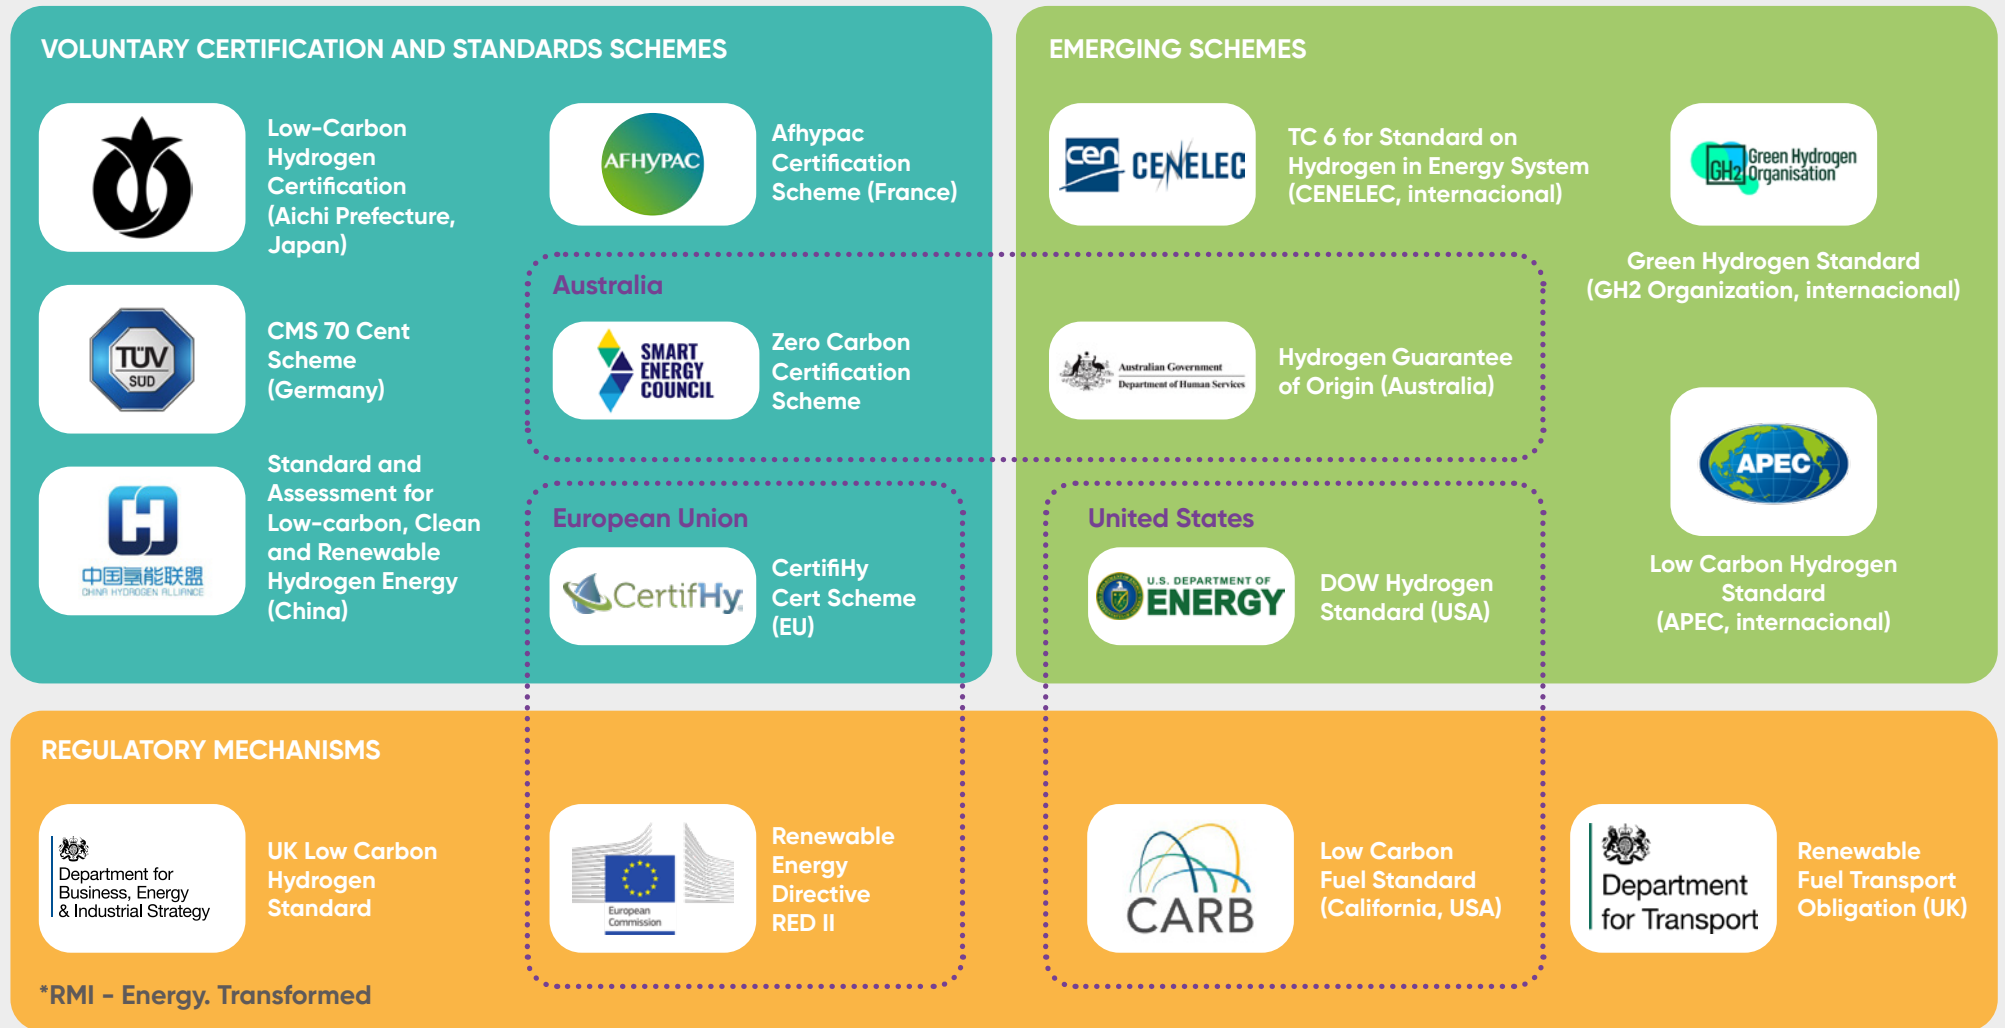 VOLUNTARY CERTIFICATION AND STANDARDS SCHEMES
Low-Carbon
Hydrogen
Certification
(Aichi Prefecture,
Japan)
AFHYPAC
Afhypac
Certification
Scheme (France)
TÜV
SÜD
CMS 70 Cent
Scheme
(Germany)
Australia
SMART
ENERGY
COUNCIL
Zero Carbon
Certification
Scheme
中国氢能联盟
CHINA HYDROGEN ALLIANCE
Standard and
Assessment for
Low-carbon, Clean
and Renewable
Hydrogen Energy
(China)
European Union
CertifHy
CertifiHy
Cert Scheme
(EU)
EMERGING SCHEMES
cen
CENELEC
TC 6 for Standard on
Hydrogen in Energy System
(CENELEC, internacional)
GH2
Green Hydrogen
Organisation
Green Hydrogen Standard
(GH2 Organization, internacional)
Australian Government
Department of Human Services
Hydrogen Guarantee
of Origin (Australia)
APEC
Low Carbon Hydrogen
Standard
(APEC, internacional)
United States
U.S. DEPARTMENT OF
ENERGY
DOW Hydrogen
Standard (USA)
REGULATORY MECHANISMS
Department for
Business, Energy
& Industrial Strategy
UK Low Carbon
Hydrogen
Standard
European
Commission
Renewable
Energy
Directive
RED II
CARB
Low Carbon
Fuel Standard
(California, USA)
Department
for Transport
Renewable
Fuel Transport
Obligation (UK)
*RMI - Energy. Transformed